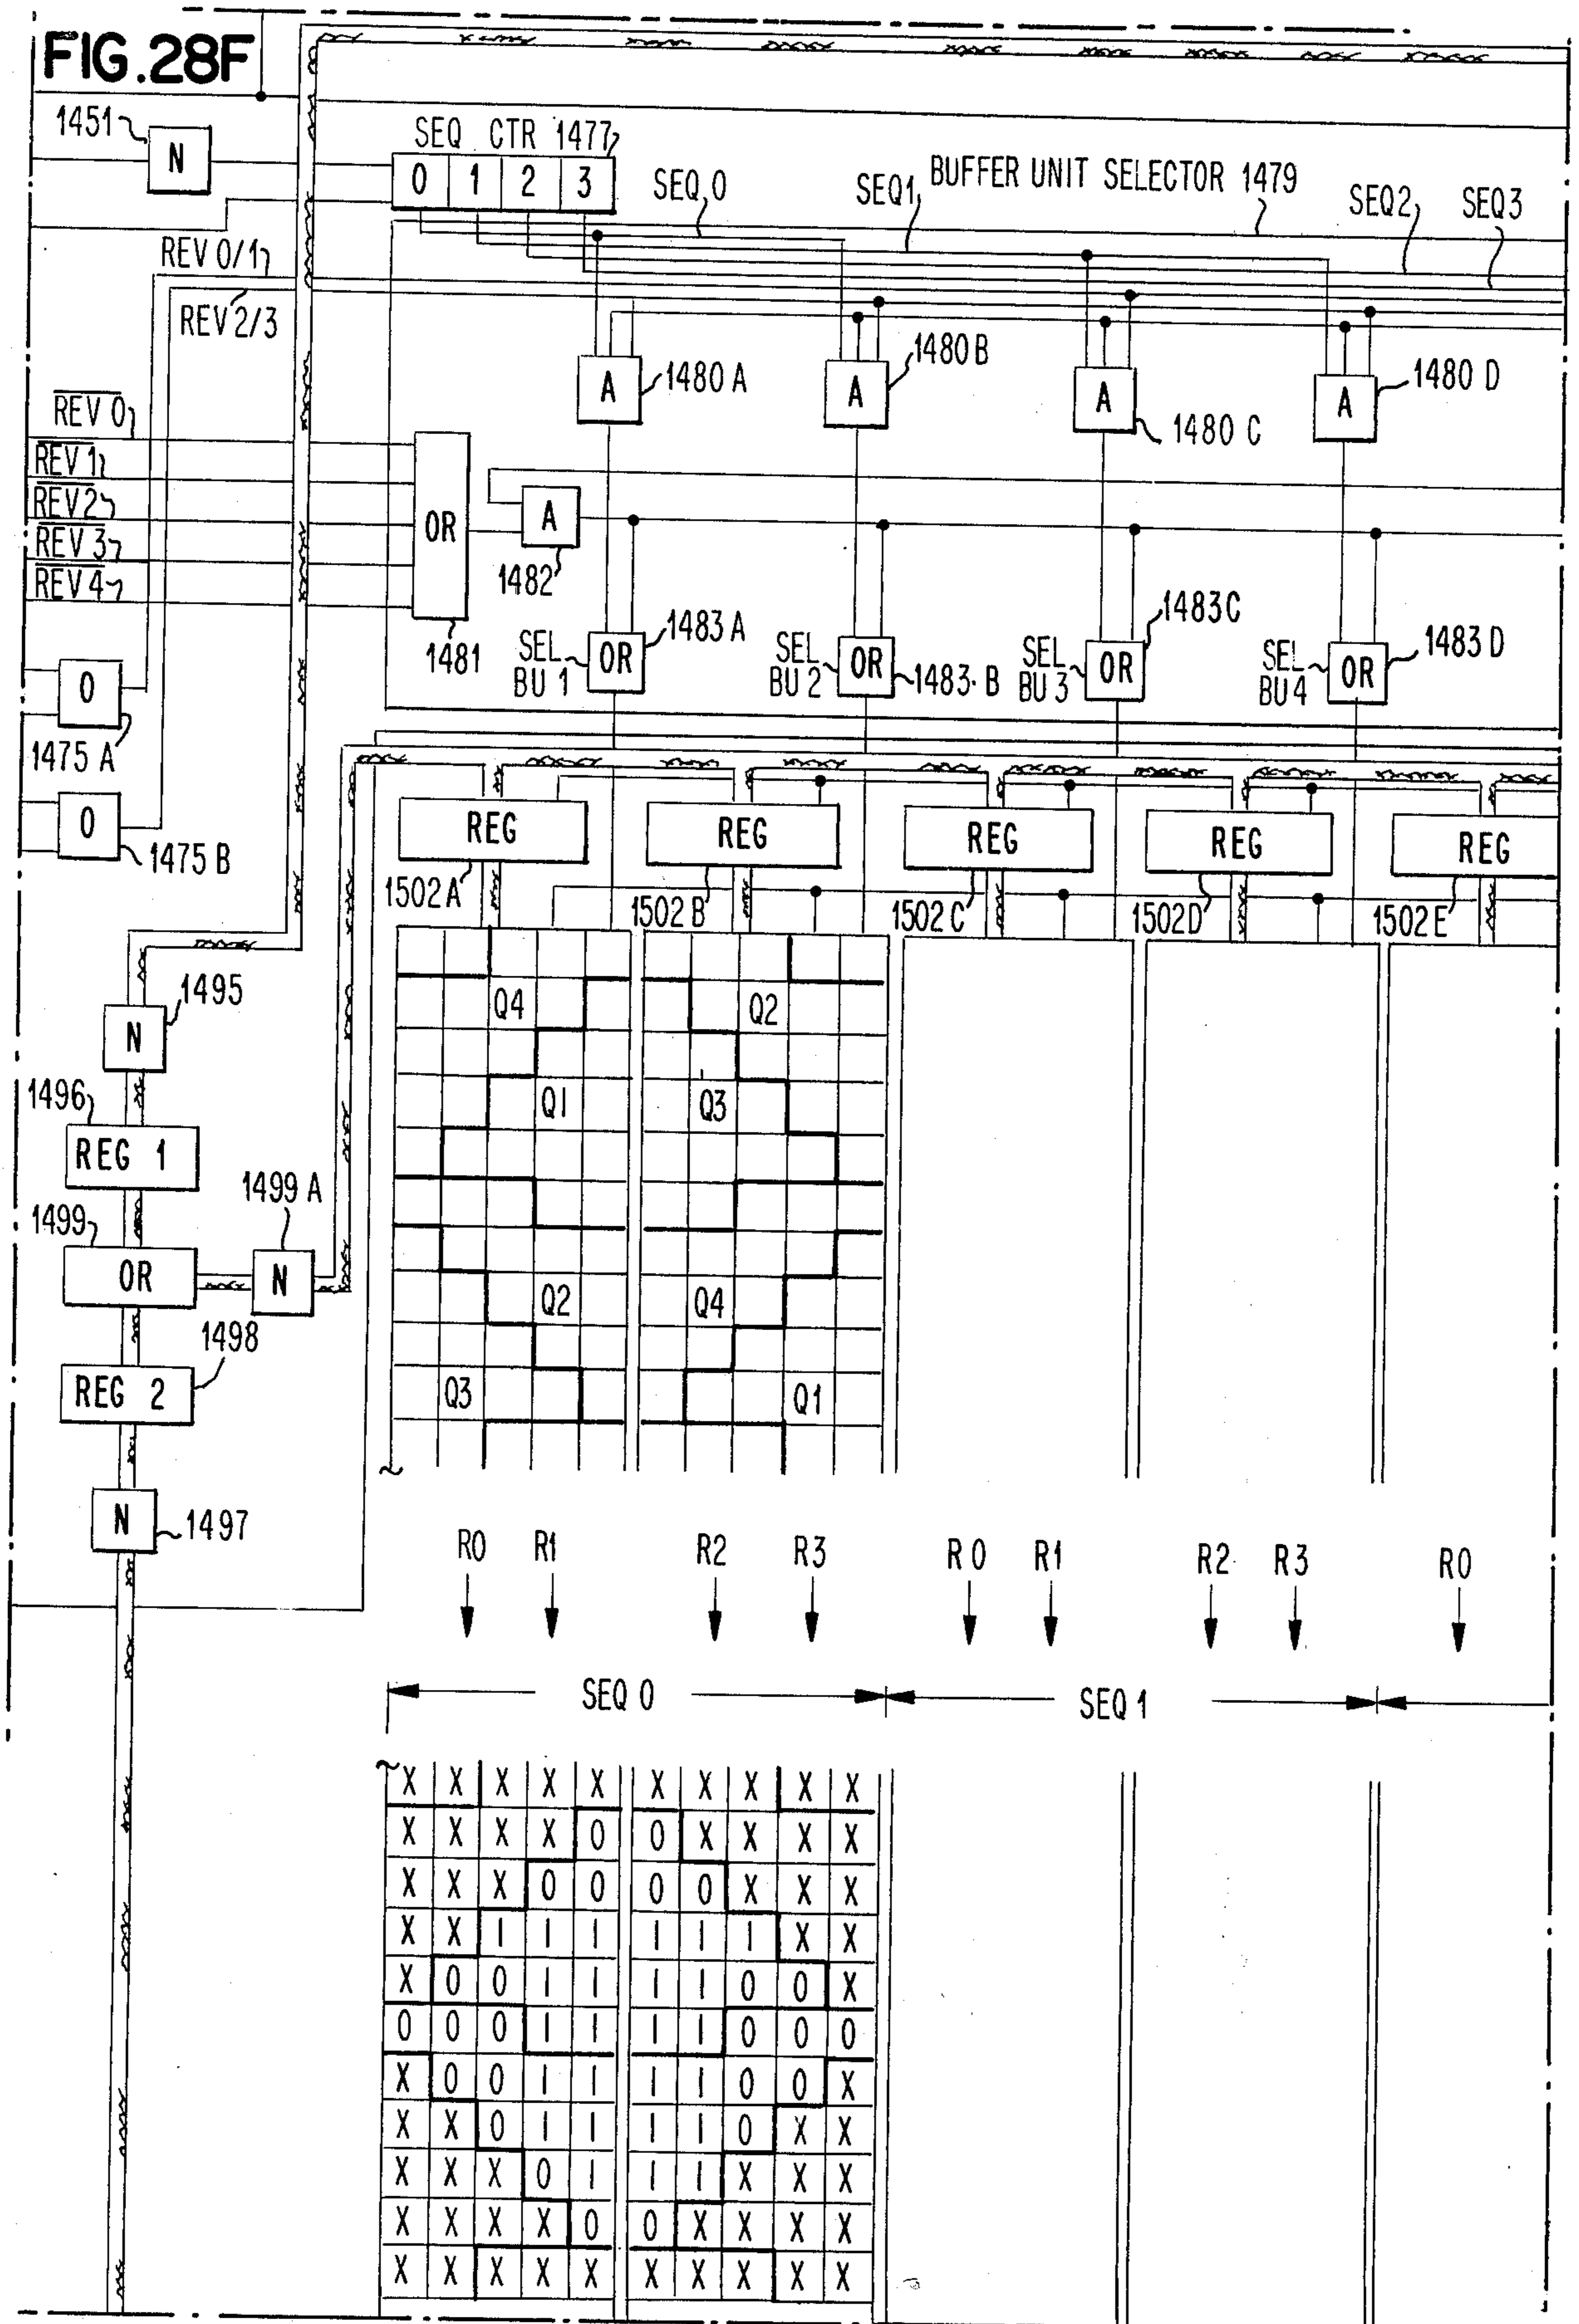 FIG.28F
1451
N
SEQ CTR 1477
0 1 2 3
SEQ 0
SEQ1
BUFFER UNIT SELECTOR 1479
SEQ2
SEQ3
REV 0/1
REV 2/3
A
1480 A
A
1480 B
A
1480 C
A
1480 D
REV 0
REV 1
REV 2
REV 3
REV 4
OR
1481
A
1482
SEL BU 1
OR
1483 A
SEL BU 2
OR
1483 B
SEL BU 3
OR
1483C
SEL BU 4
OR
1483 D
O
1475 A
O
1475 B
REG
REG
REG
REG
REG
1502A
1502 B
1502 C
1502D
1502 E
1495
N
1496
REG 1
1499
OR
1499 A
N
1498
REG 2
N
1497
Q4 Q2
Q1 Q3
Q2 Q4
Q3 Q1
R0 R1 R2 R3 R0 R1 R2 R3 R0
SEQ 0
SEQ 1
X X X X X X X X X X
X X X X 0 0 X X X X
X X X 0 0 0 0 X X X
X X 1 1 1 1 1 1 X X
X 0 0 1 1 1 1 0 0 X
0 0 0 1 1 1 1 0 0 0
X 0 0 1 1 1 1 0 0 X
X X 0 1 1 1 1 0 X X
X X X 0 1 1 1 X X X
X X X X 0 0 X X X X
X X X X X X X X X X